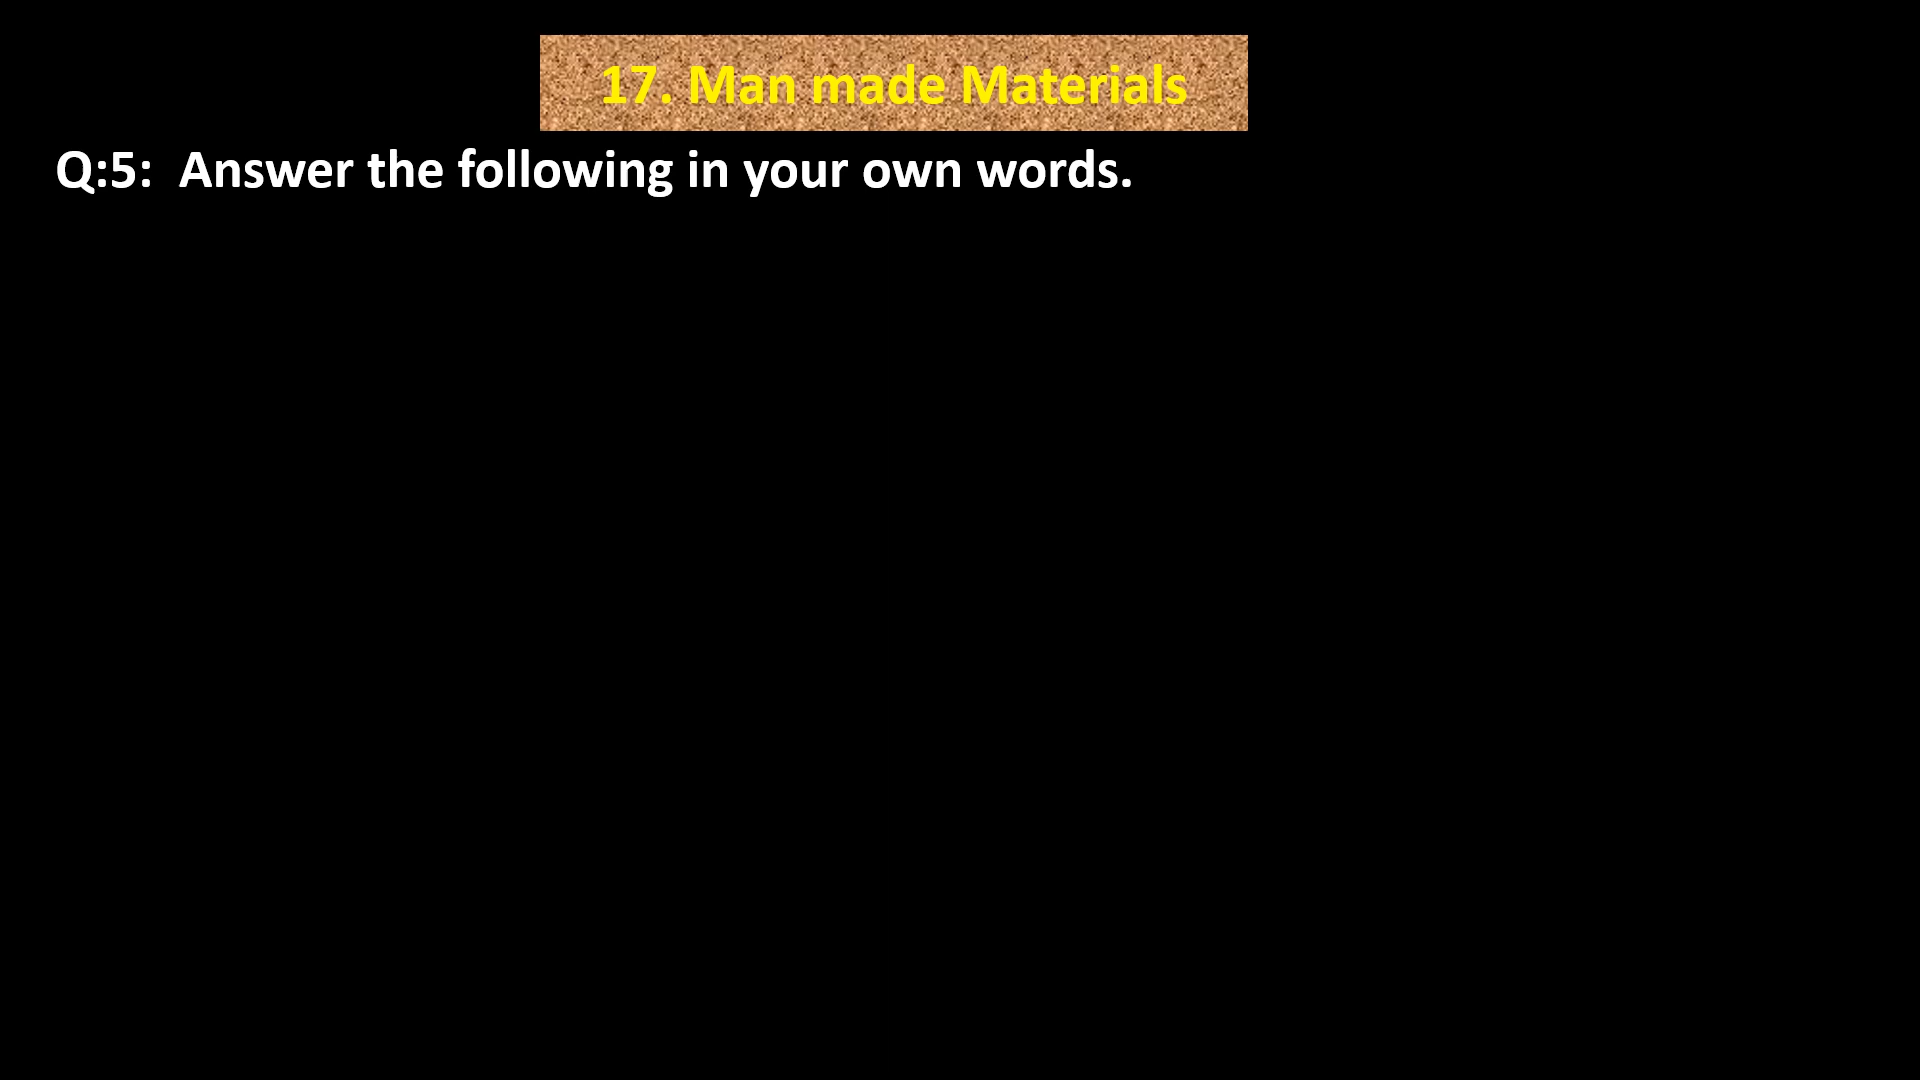 17. Man made Materials
Q:5: Answer the following in your own words.